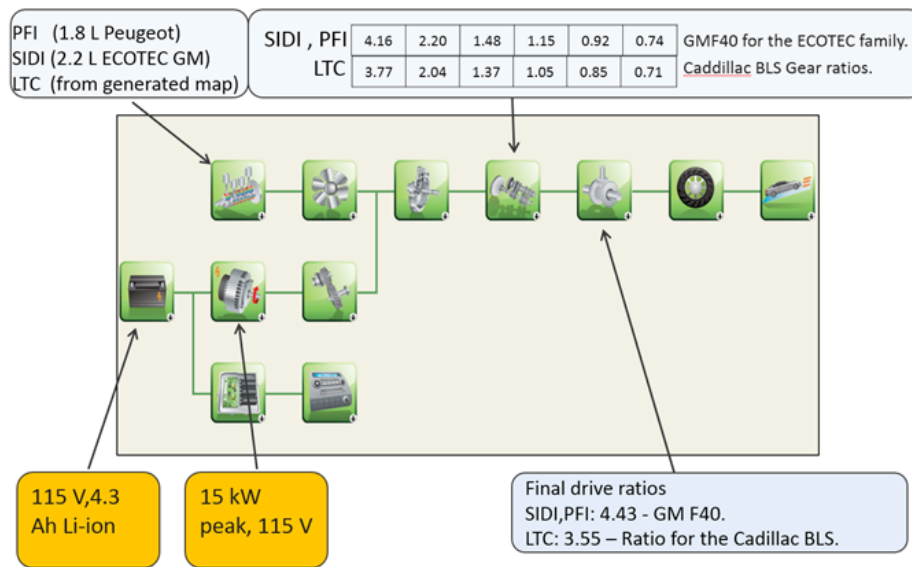 PFI (1.8 L Peugeot)
SIDI (2.2 L ECOTEC GM)
LTC (from generated map)
SIDI , PFI 4.16 2.20 1.48 1.15 0.92 0.74 GMF40 for the ECOTEC family.
LTC 3.77 2.04 1.37 1.05 0.85 0.71 Caddillac BLS Gear ratios.
115 V,4.3
Ah Li-ion
15 kW
peak, 115 V
Final drive ratios
SIDI,PFI: 4.43 - GM F40.
LTC: 3.55 – Ratio for the Cadillac BLS.